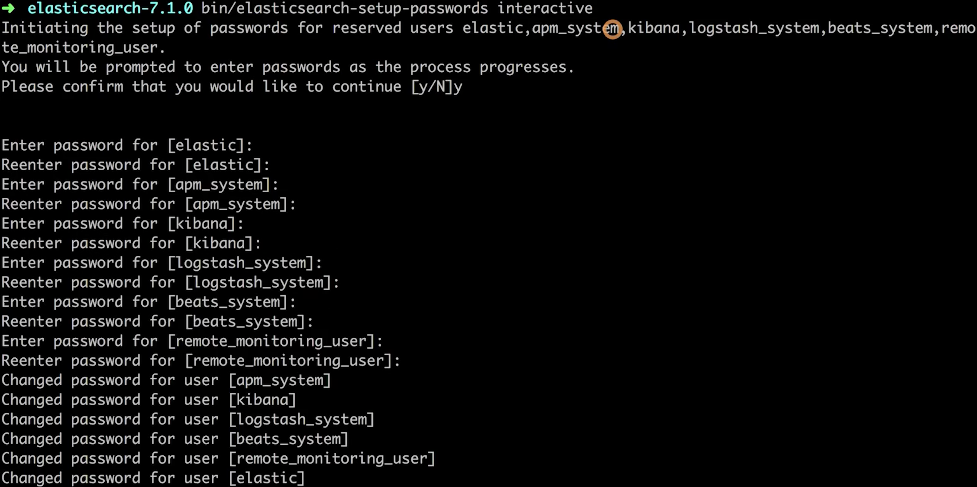 ➜ elasticsearch-7.1.0 bin/elasticsearch-setup-passwords interactive
Initiating the setup of passwords for reserved users elastic,apm_system,kibana,logstash_system,beats_system,remo
te_monitoring_user.
You will be prompted to enter passwords as the process progresses.
Please confirm that you would like to continue [y/N]y
Enter password for [elastic]:
Reenter password for [elastic]:
Enter password for [apm_system]:
Reenter password for [apm_system]:
Enter password for [kibana]:
Reenter password for [kibana]:
Enter password for [logstash_system]:
Reenter password for [logstash_system]:
Enter password for [beats_system]:
Reenter password for [beats_system]:
Enter password for [remote_monitoring_user]:
Reenter password for [remote_monitoring_user]:
Changed password for user [apm_system]
Changed password for user [kibana]
Changed password for user [logstash_system]
Changed password for user [beats_system]
Changed password for user [remote_monitoring_user]
Changed password for user [elastic]